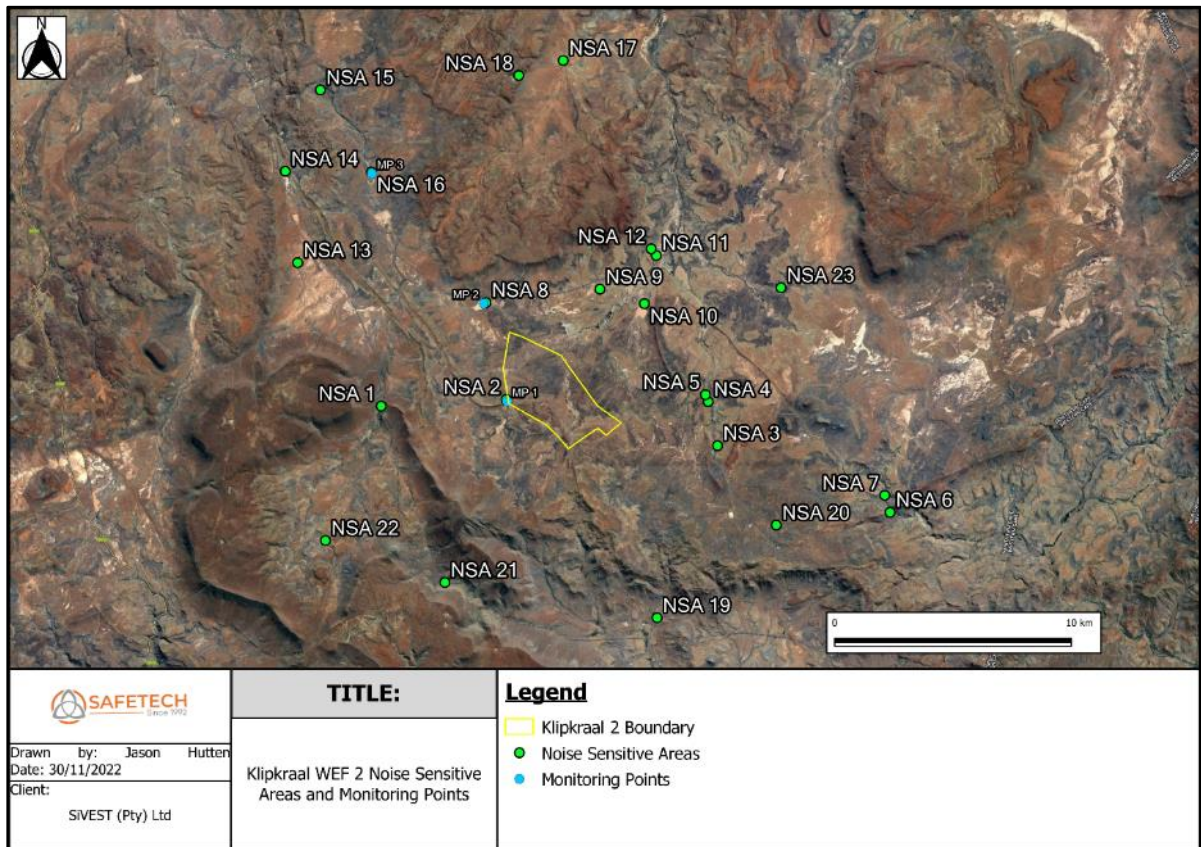 N
NSA 17
NSA 18
NSA 15
NSA 14
MP 3
NSA 16
NSA 12
NSA 11
NSA 13
NSA 9
NSA 23
MP 2
NSA 8
NSA 10
NSA 5
NSA 4
NSA 2
MP 1
NSA 1
NSA 3
NSA 7
NSA 6
NSA 20
NSA 22
NSA 21
NSA 19
0
10 km
SAFETECH
Since 1992
Drawn by: Jason Hutten
Date: 30/11/2022
Client:
SiVEST (Pty) Ltd
TITLE:
Klipkraal WEF 2 Noise Sensitive
Areas and Monitoring Points
Legend
Klipkraal 2 Boundary
Noise Sensitive Areas
Monitoring Points